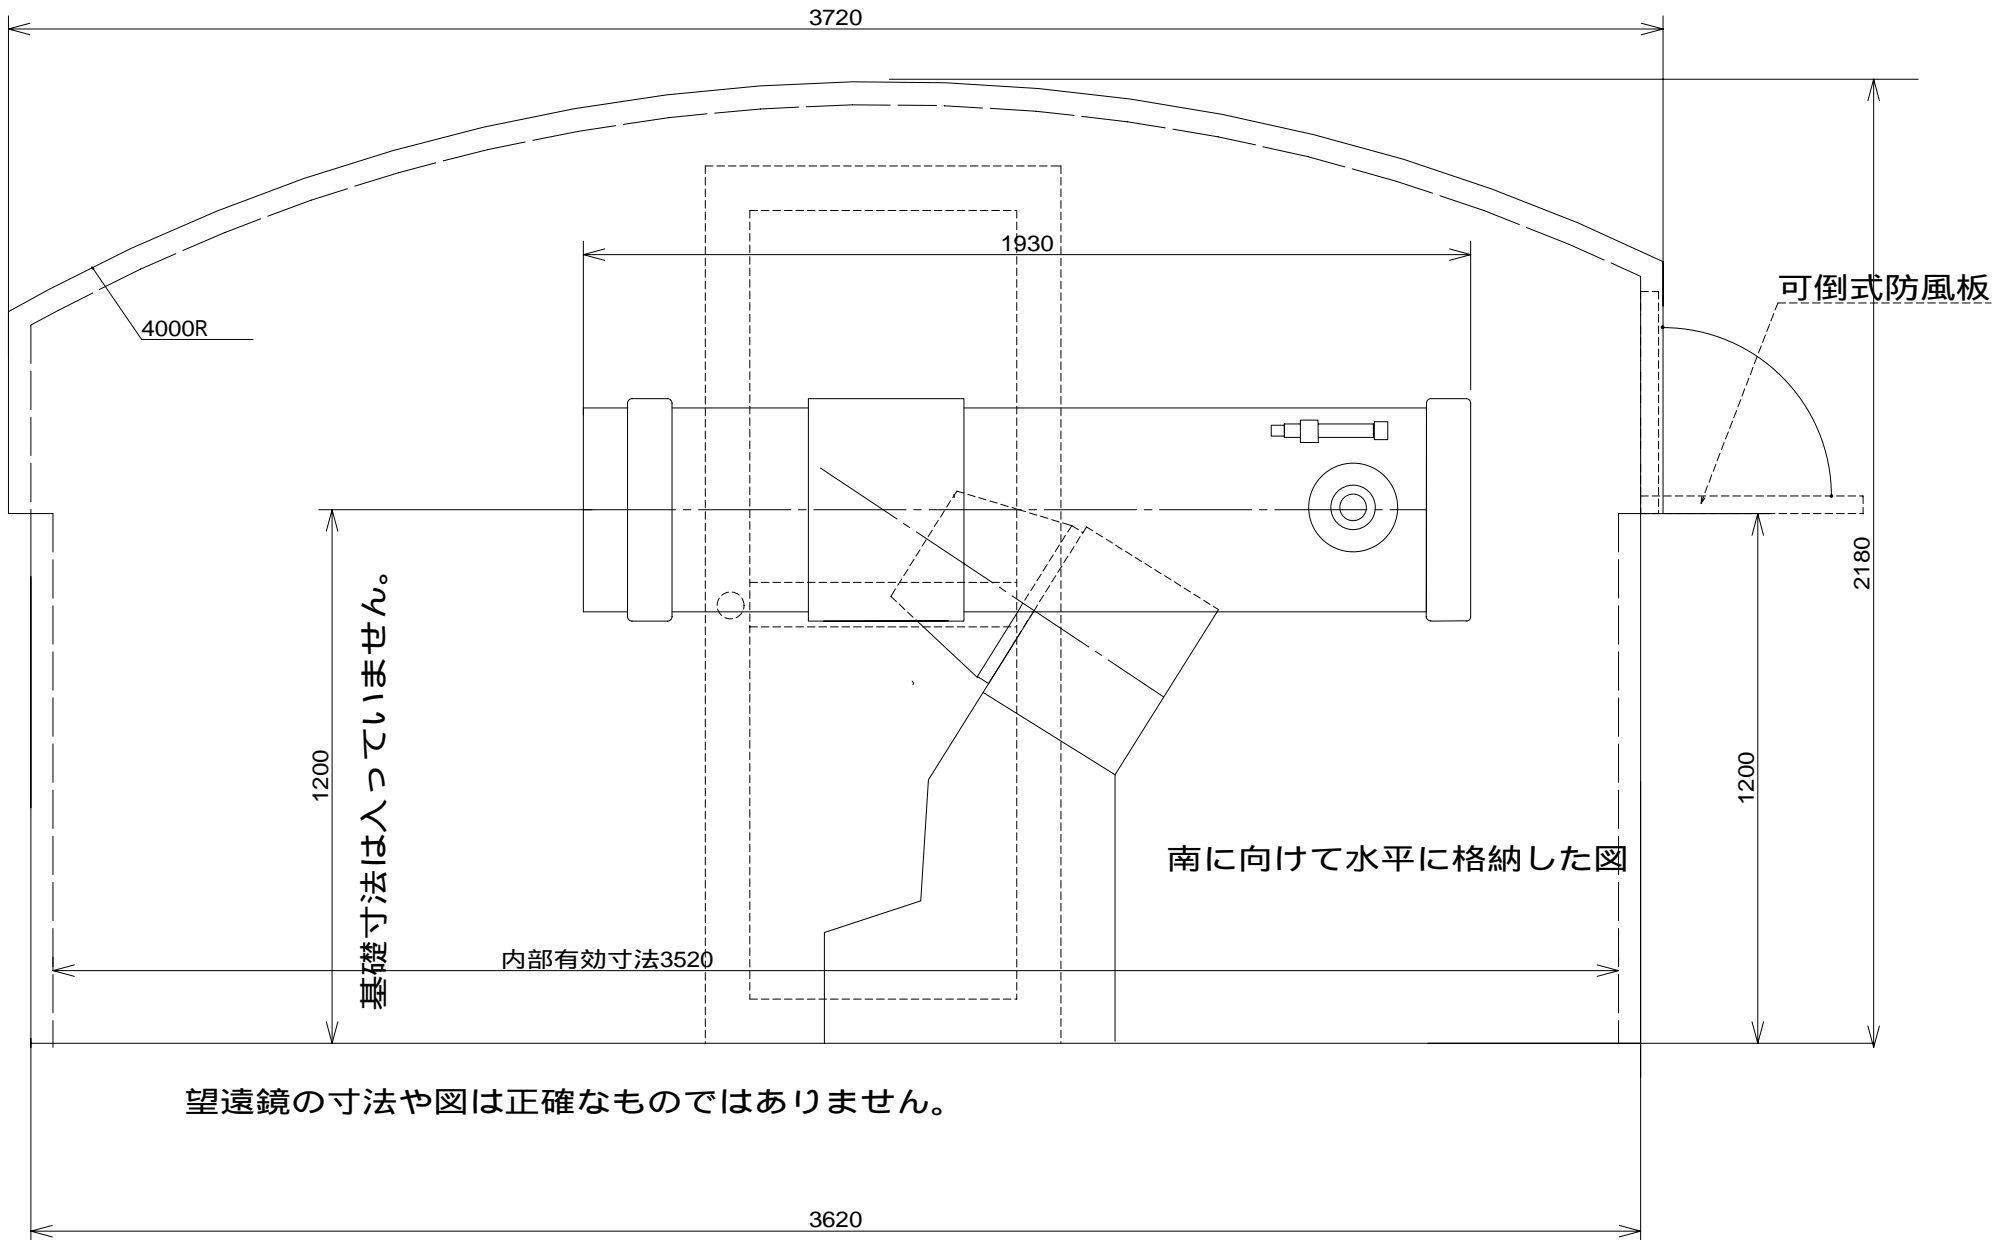 3720
1930
可倒式防風板
4000R
2180
1200
基礎寸法は入っていません。
1200
南に向けて水平に格納した図
内部有効寸法3520
望遠鏡の寸法や図は正確なものではありません。
3620